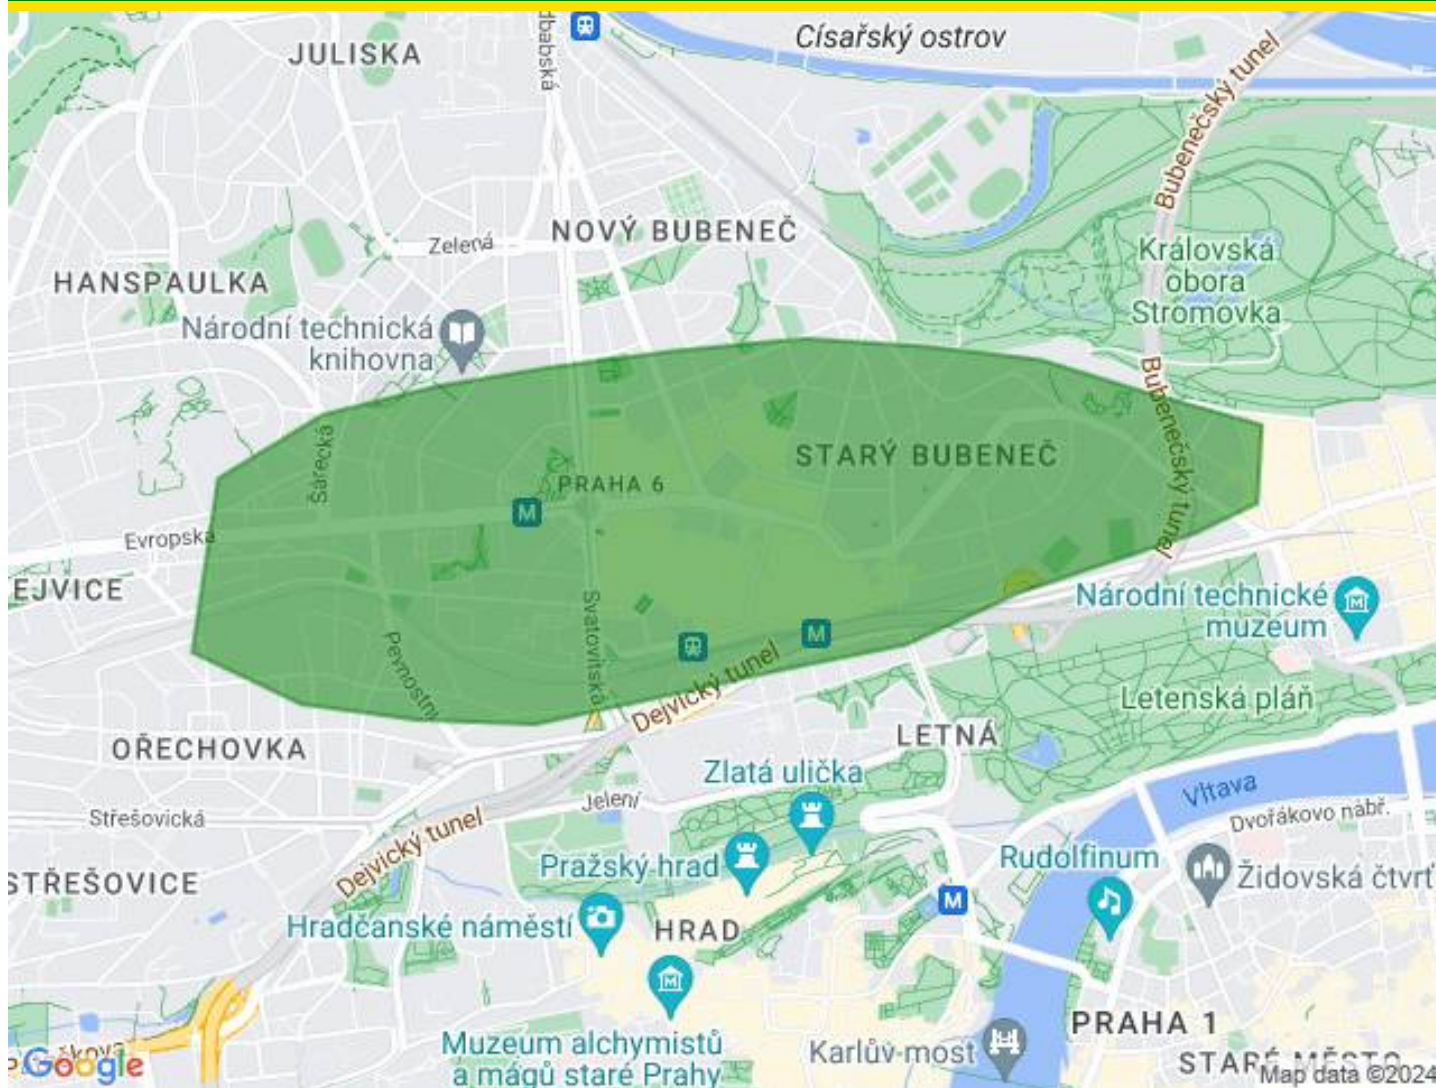 Císařský ostrov
JULISKA
Bubenečský tunel
NOVÝ BUBENEČ
Zelená
Královská
obora
Stromovka
HANSPAULKA
Národní technická
knihovna
Bubenečský tunel
Šárecká
STARÝ BUBENEČ
PRAHA 6
M
Evropská
EJVICE
Svatovítská
Národní technické
muzeum
M
Pevnostní
Dejvický tunel
Letenská pláň
OŘECHOVKA
LETNÁ
Zlatá ulička
Vltava
Jelení
Střešovická
Dvořákovo nábř.
Dejvický tunel
Pražský hrad
Rudolfinum
STŘEŠOVICE
Židovská čtvrť
M
Hradčanské náměstí
HRAD
PRAHA 1
Muzeum alchymistů
a mágů staré Prahy
Karlův most
STARÉ MĚSTO
Google
Map data ©2024